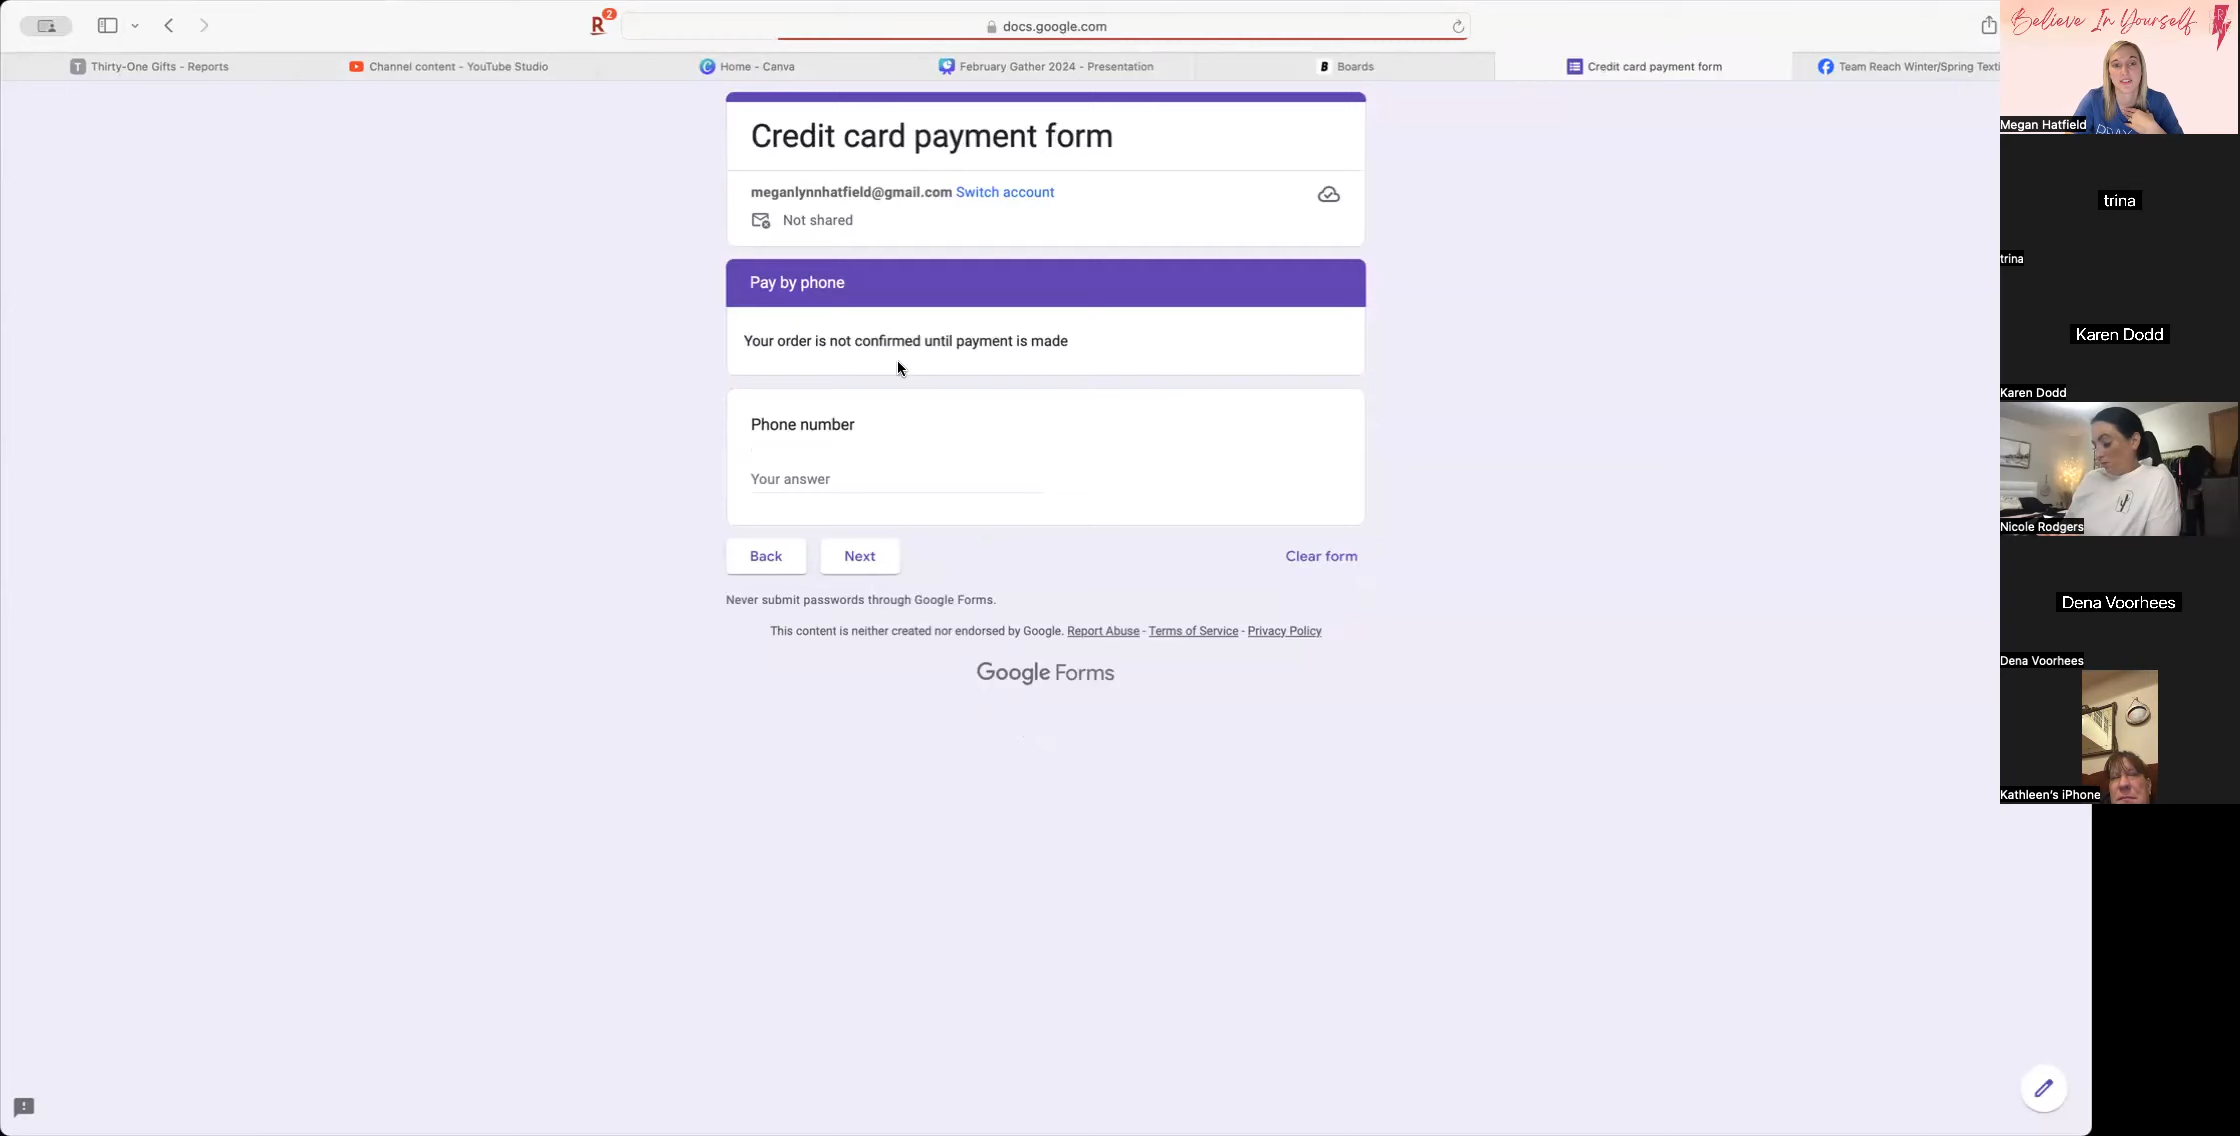 2
docs.google.com
Thirty-One Gifts - Reports
Channel content - YouTube Studio
Home - Canva
February Gather 2024 - Presentation
B Boards
Credit card payment form
Team Reach Winter/Spring Texti
Credit card payment form
meganlynnhatfield@gmail.com Switch account
Not shared
Pay by phone
Your order is not confirmed until payment is made
Phone number
Your answer
Back
Next
Clear form
Never submit passwords through Google Forms.
This content is neither created nor endorsed by Google. Report Abuse - Terms of Service - Privacy Policy
Google Forms
Believe In Yourself
Megan Hatfield
trina
trina
Karen Dodd
Karen Dodd
Nicole Rodgers
Dena Voorhees
Dena Voorhees
Kathleen's iPhone